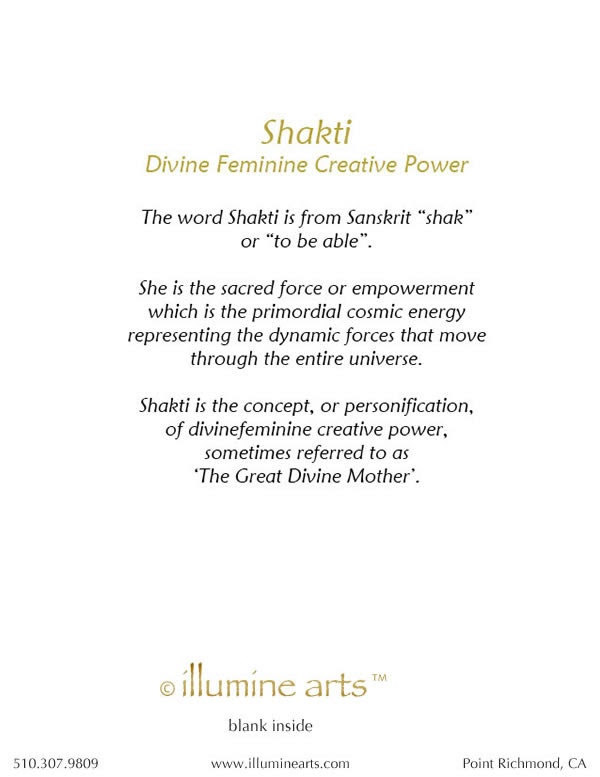 Shakti
Divine Feminine Creative Power
The word Shakti is from Sanskrit “shak”
or “to be able”.
She is the sacred force or empowerment
which is the primordial cosmic energy
representing the dynamic forces that move
through the entire universe.
Shakti is the concept, or personification,
of divinefeminine creative power,
sometimes referred to as
‘The Great Divine Mother’.
© illumine arts™
blank inside
510.307.9809 www.illuminearts.com Point Richmond, CA